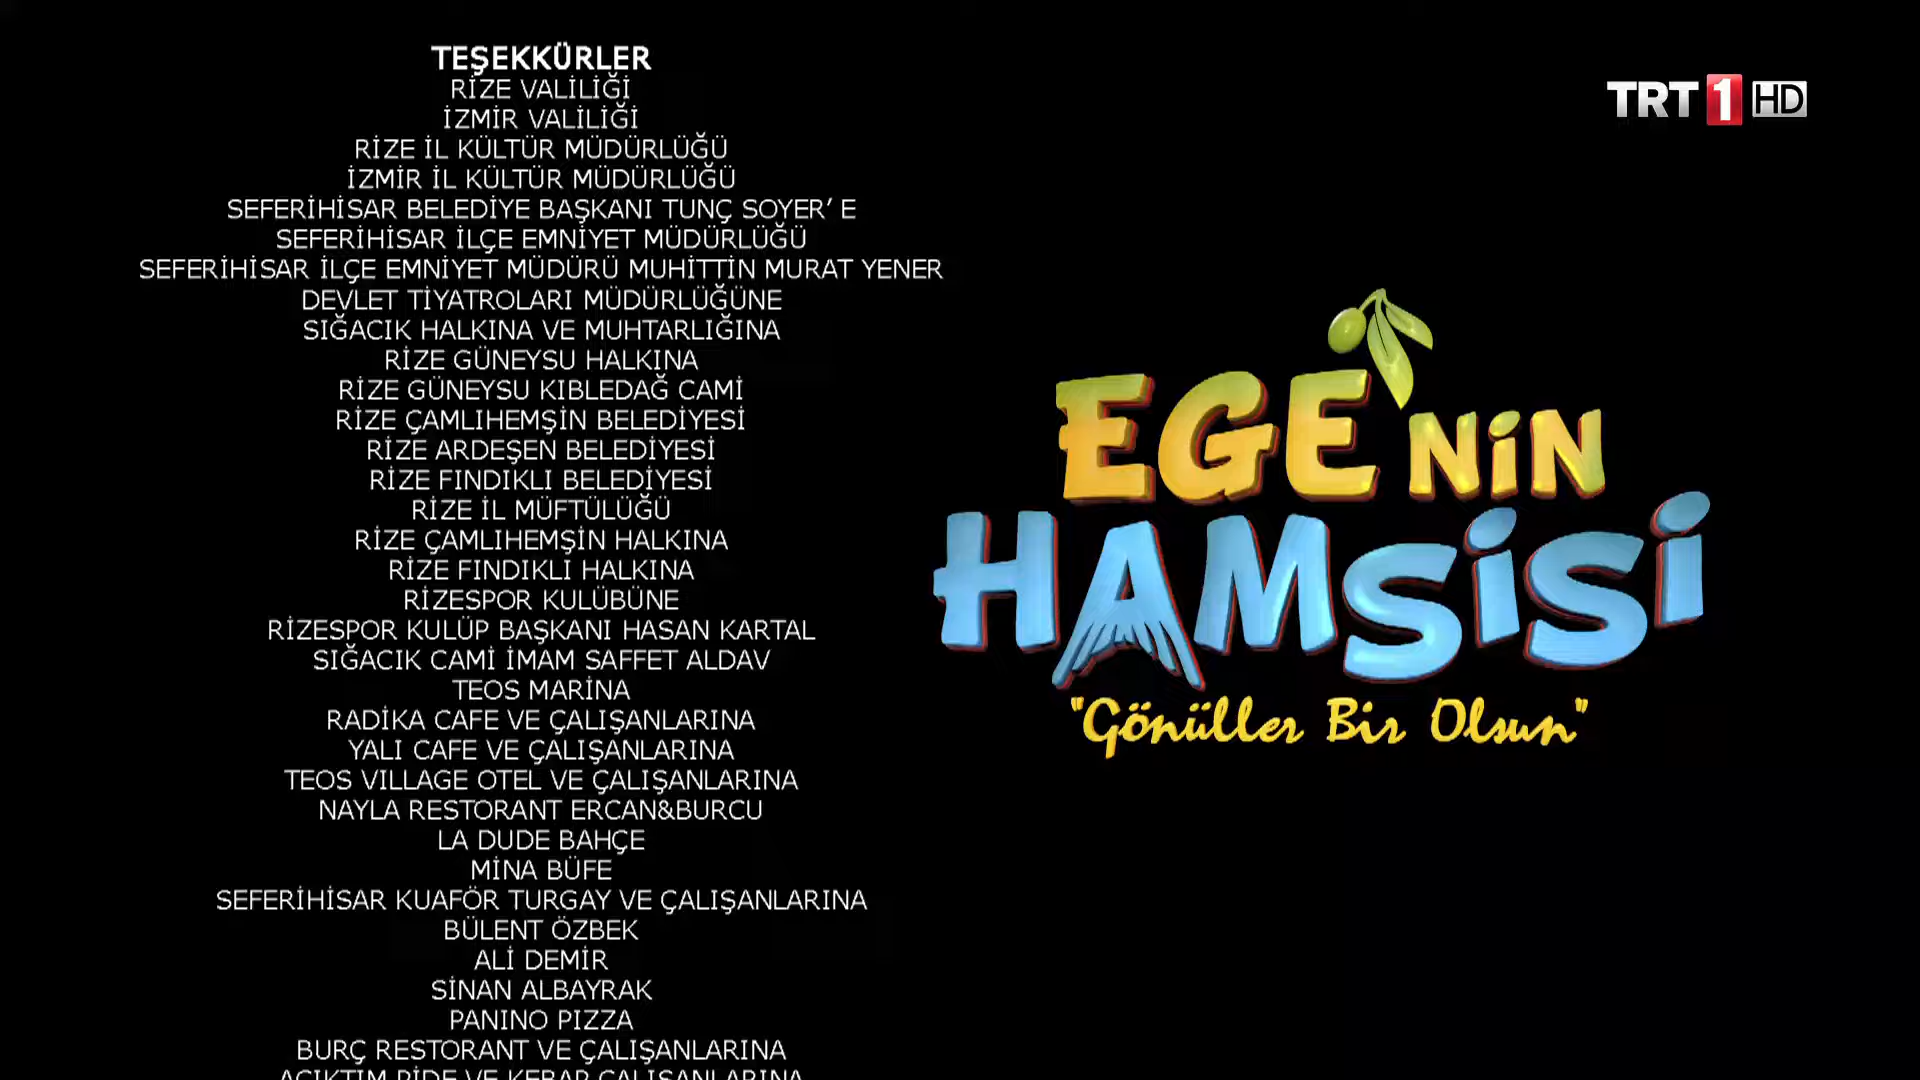 TEŞEKKÜRLER
RİZE VALİLİĞİ
İZMİR VALİLİĞİ
RİZE İL KÜLTÜR MÜDÜRLÜĞÜ
İZMİR İL KÜLTÜR MÜDÜRLÜĞÜ
SEFERİHİSAR BELEDİYE BAŞKANI TUNÇ SOYER’ E
SEFERİHİSAR İLÇE EMNİYET MÜDÜRLÜĞÜ
SEFERİHİSAR İLÇE EMNİYET MÜDÜRÜ MUHİTTİN MURAT YENER
DEVLET TİYATROLARI MÜDÜRLÜĞÜNE
SIĞACIK HALKINA VE MUHTARLIĞINA
RİZE GÜNEYSU HALKINA
RİZE GÜNEYSU KIBLEDAĞ CAMİ
RİZE ÇAMLIHEMŞİN BELEDİYESİ
RİZE ARDEŞEN BELEDİYESİ
RİZE FINDIKLI BELEDİYESİ
RİZE İL MÜFTÜLÜĞÜ
RİZE ÇAMLIHEMŞİN HALKINA
RİZE FINDIKLI HALKINA
RİZESPOR KULÜBÜNE
RİZESPOR KULÜP BAŞKANI HASAN KARTAL
SIĞACIK CAMİ İMAM SAFFET ALDAV
TEOS MARİNA
RADİKA CAFE VE ÇALIŞANLARINA
YALI CAFE VE ÇALIŞANLARINA
TEOS VILLAGE OTEL VE ÇALIŞANLARINA
NAYLA RESTORANT ERCAN&BURCU
LA DUDE BAHÇE
MİNA BÜFE
SEFERİHİSAR KUAFÖR TURGAY VE ÇALIŞANLARINA
BÜLENT ÖZBEK
ALİ DEMİR
SİNAN ALBAYRAK
PANINO PIZZA
BURÇ RESTORANT VE ÇALIŞANLARINA
ACIKTIM PİDE VE KEBAP ÇALIŞANLARINA
TRT 1 HD
EGE'NİN
HAMSİSİ
"Gönüller Bir Olsun"